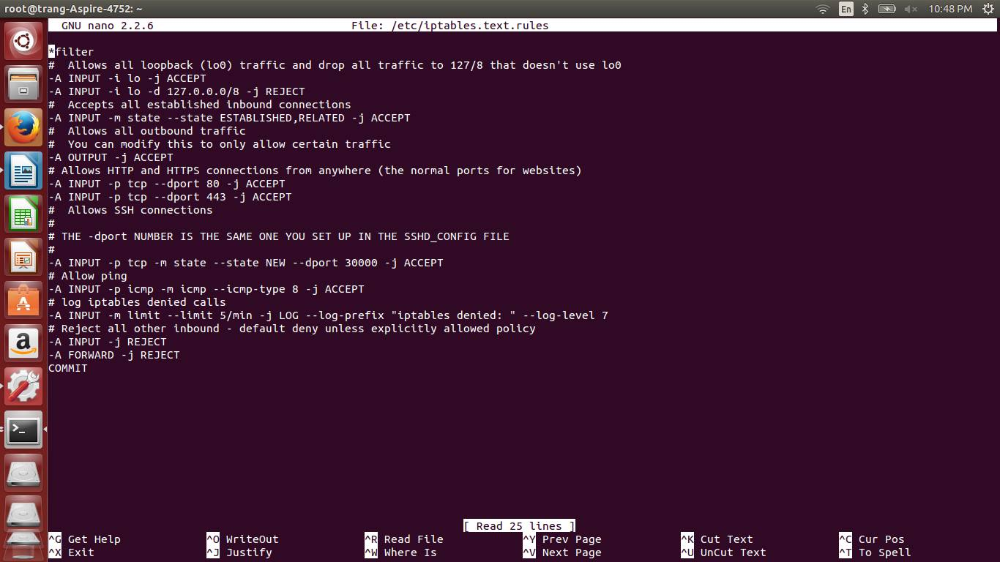 root@trang-Aspire-4752: ~
En
10:48 PM
GNU nano 2.2.6 File: /etc/iptables.text.rules
*filter
#  Allows all loopback (lo0) traffic and drop all traffic to 127/8 that doesn't use lo0
-A INPUT -i lo -j ACCEPT
-A INPUT -i lo -d 127.0.0.0/8 -j REJECT
#  Accepts all established inbound connections
-A INPUT -m state --state ESTABLISHED,RELATED -j ACCEPT
#  Allows all outbound traffic
#  You can modify this to only allow certain traffic
-A OUTPUT -j ACCEPT
# Allows HTTP and HTTPS connections from anywhere (the normal ports for websites)
-A INPUT -p tcp --dport 80 -j ACCEPT
-A INPUT -p tcp --dport 443 -j ACCEPT
#  Allows SSH connections
#
# THE -dport NUMBER IS THE SAME ONE YOU SET UP IN THE SSHD_CONFIG FILE
#
-A INPUT -p tcp -m state --state NEW --dport 30000 -j ACCEPT
# Allow ping
-A INPUT -p icmp -m icmp --icmp-type 8 -j ACCEPT
# log iptables denied calls
-A INPUT -m limit --limit 5/min -j LOG --log-prefix "iptables denied: " --log-level 7
# Reject all other inbound - default deny unless explicitly allowed policy
-A INPUT -j REJECT
-A FORWARD -j REJECT
COMMIT
[ Read 25 lines ]
^G Get Help ^O WriteOut ^R Read File ^Y Prev Page ^K Cut Text ^C Cur Pos
^X Exit ^J Justify ^W Where Is ^V Next Page ^U UnCut Text ^T To Spell